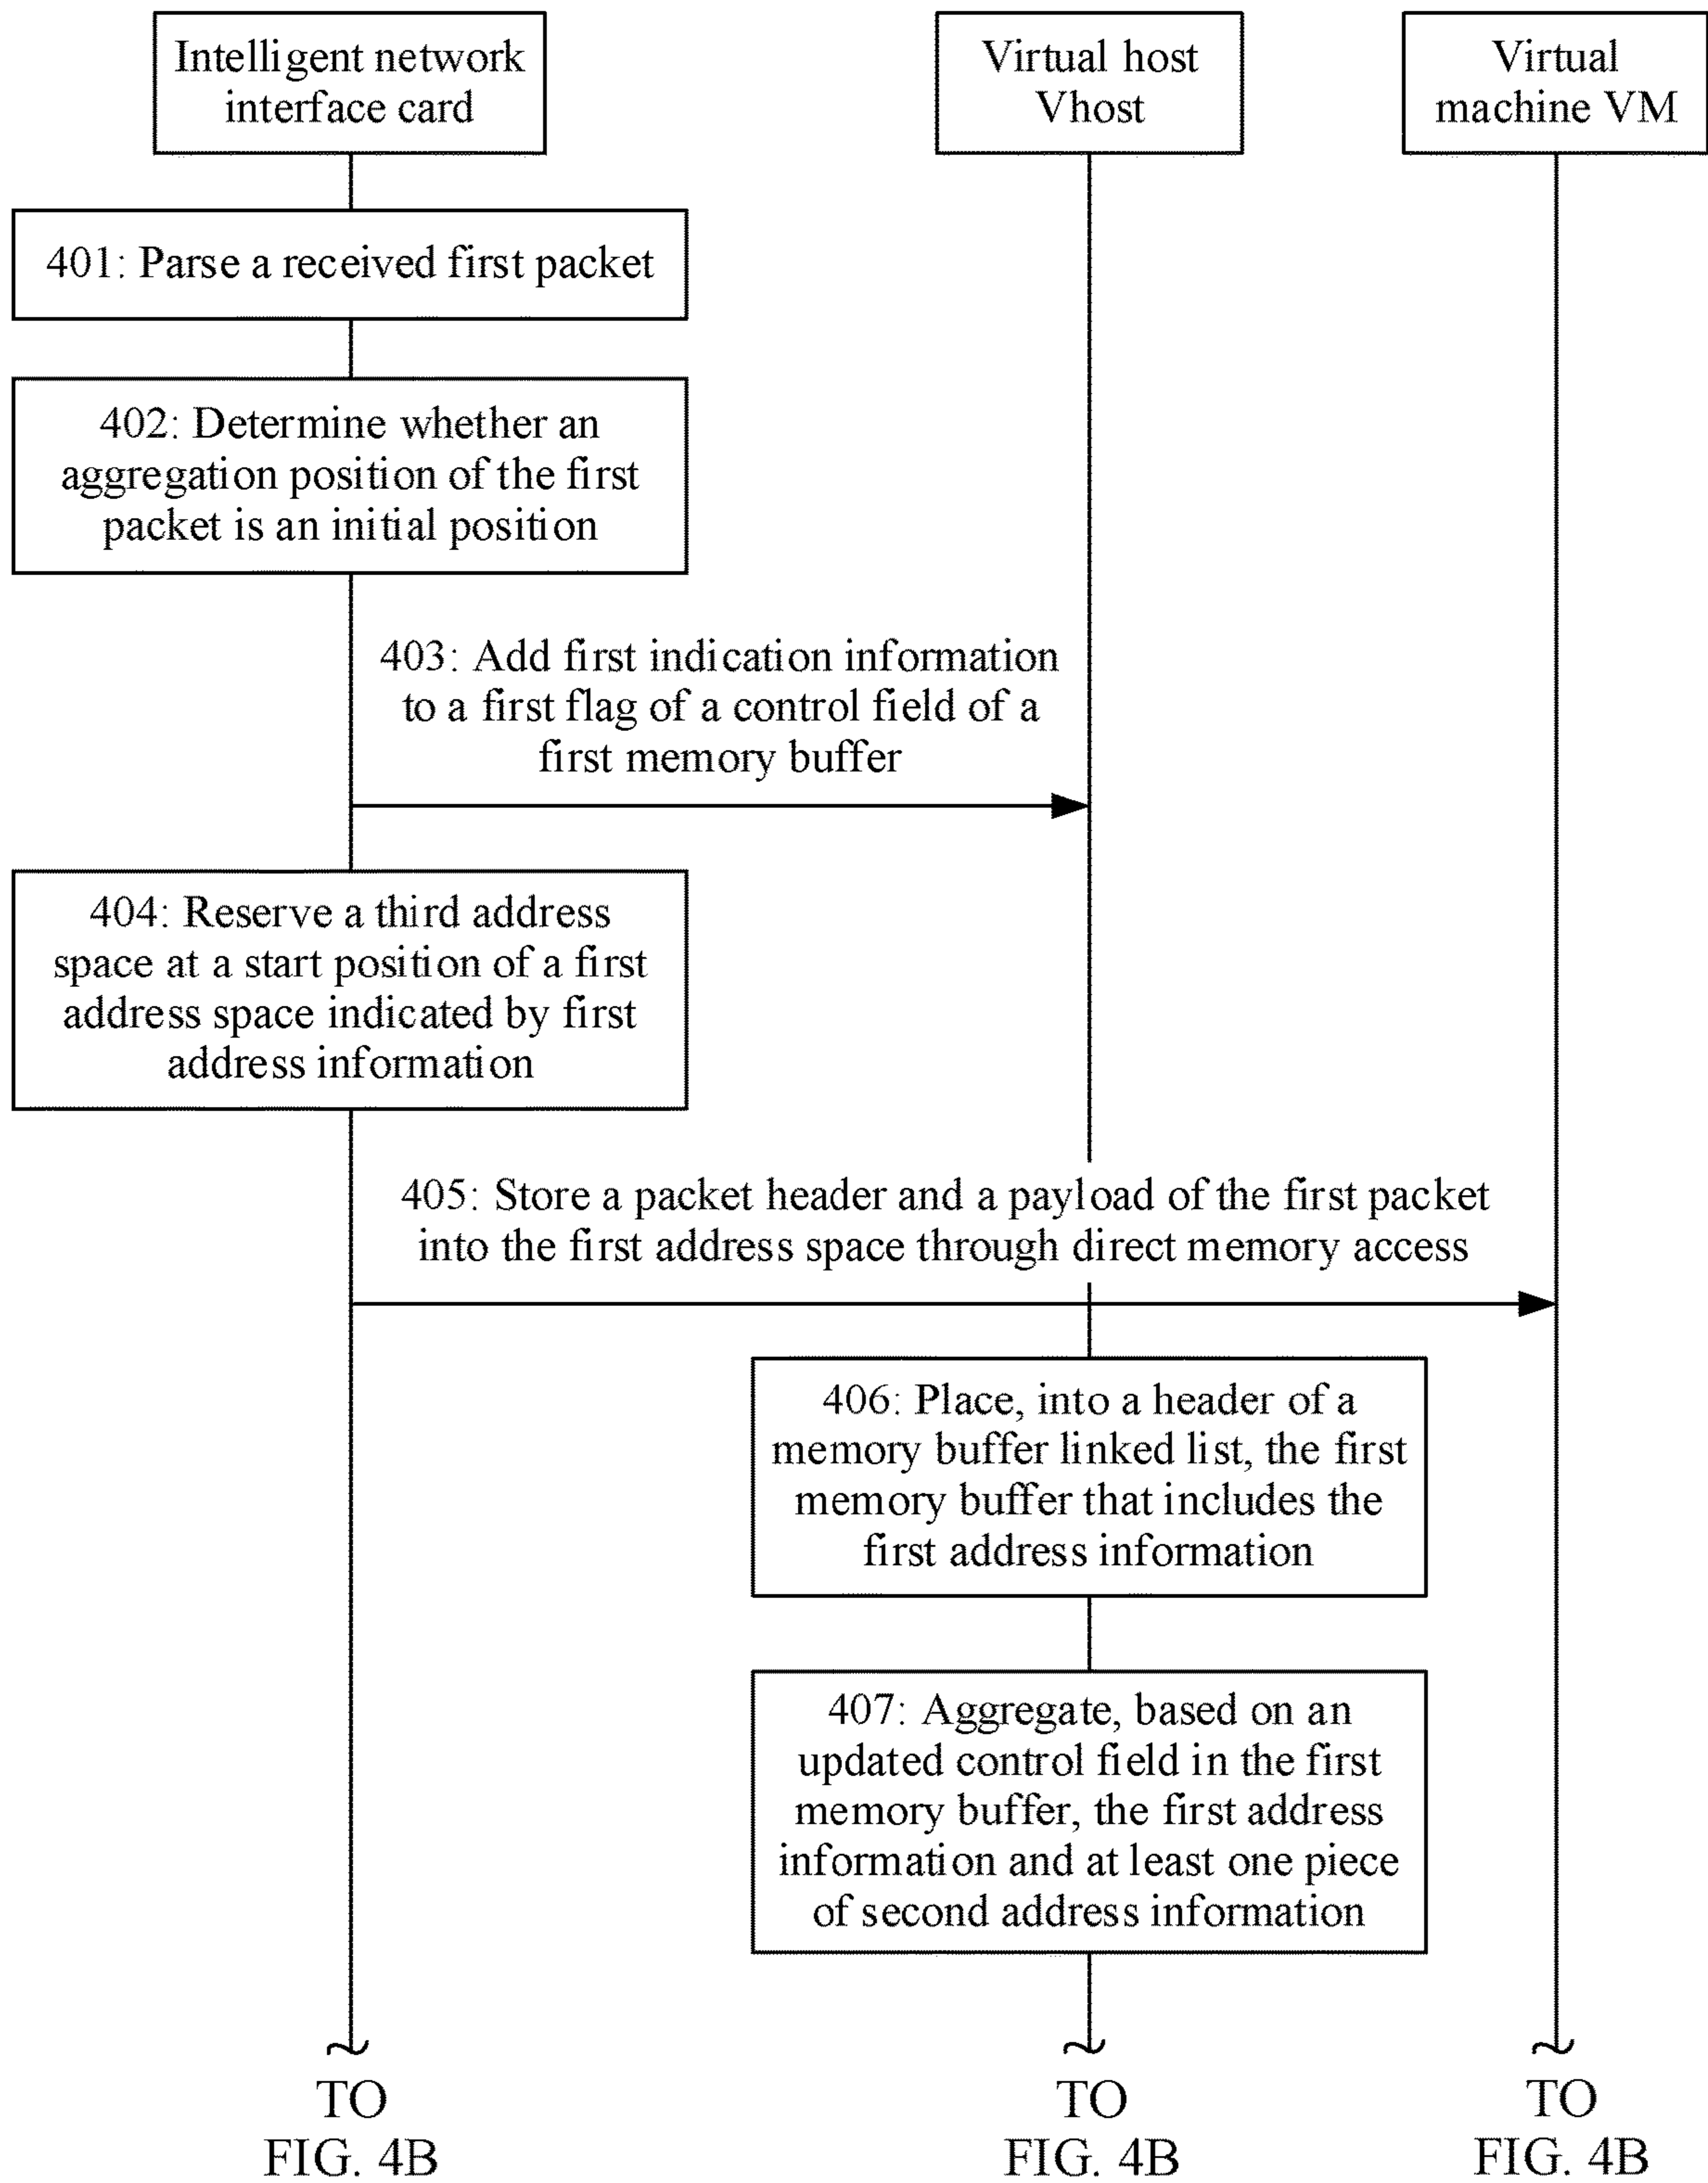 Intelligent network
interface card
Virtual host
Vhost
Virtual
machine VM
401: Parse a received first packet
402: Determine whether an
aggregation position of the first
packet is an initial position
403: Add first indication information
to a first flag of a control field of a
first memory buffer
404: Reserve a third address
space at a start position of a first
address space indicated by first
address information
405: Store a packet header and a payload of the first packet
into the first address space through direct memory access
406: Place, into a header of a
memory buffer linked list, the first
memory buffer that includes the
first address information
407: Aggregate, based on an
updated control field in the first
memory buffer, the first address
information and at least one piece
of second address information
TO
FIG. 4B
TO
FIG. 4B
TO
FIG. 4B